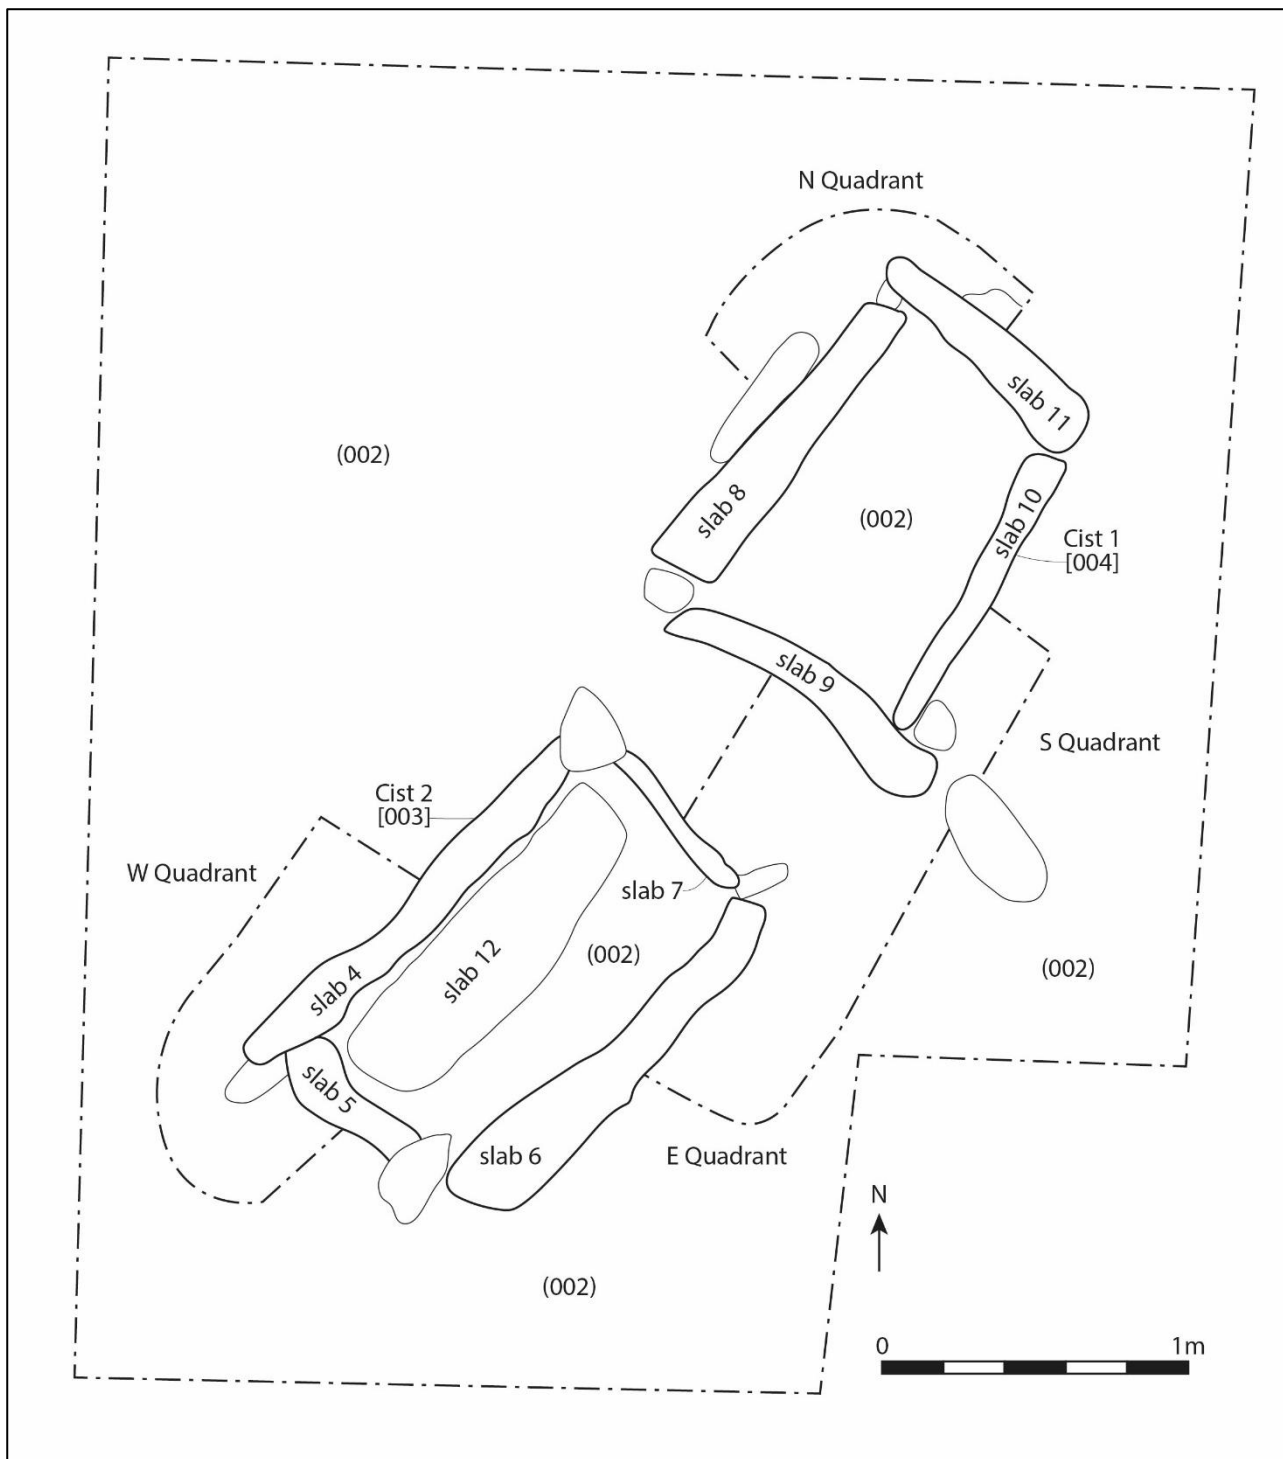 N Quadrant
slab 11
(002)
slab 8
slab 10
(002)
Cist 1
[004]
slab 9
S Quadrant
Cist 2
[003]
W Quadrant
slab 7
slab 12
(002)
(002)
slab 4
slab 5
slab 6
E Quadrant
N
(002)
0 1m